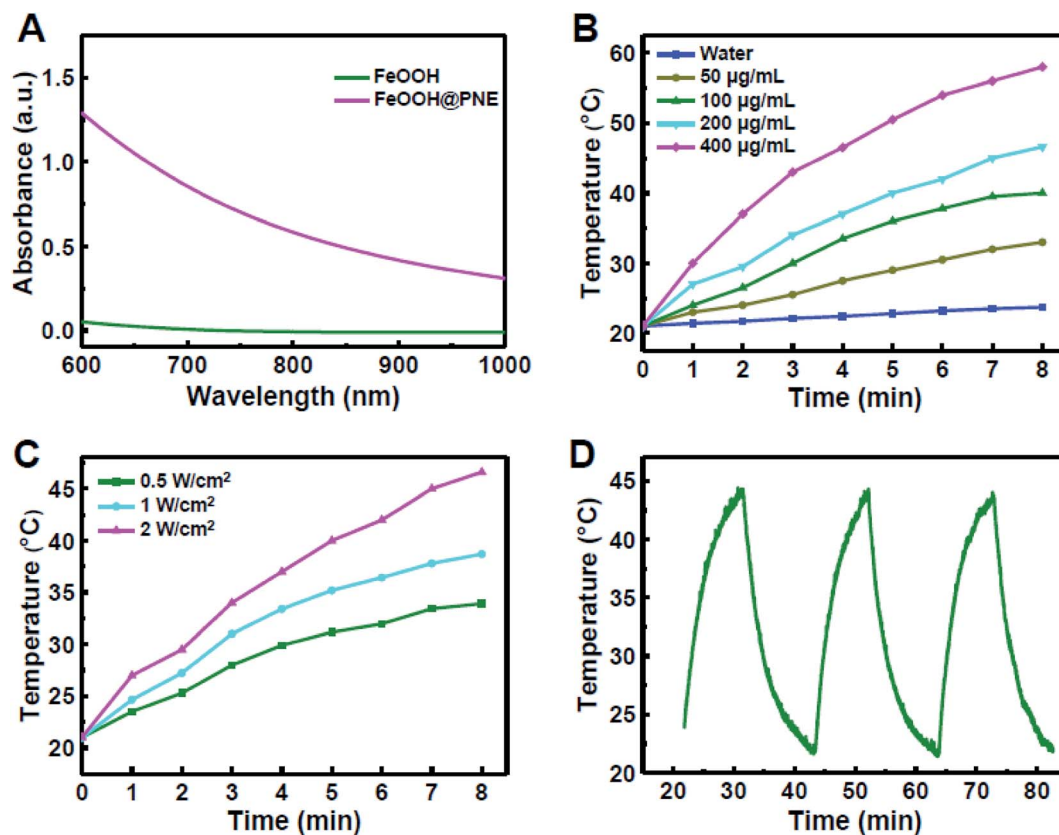 A
Absorbance (a.u.)
1.5
1.0
0.5
0.0
FeOOH
FeOOH@PNE
600 700 800 900 1000
Wavelength (nm)
B
Temperature (°C)
60
50
40
30
20
Water
50 μg/mL
100 μg/mL
200 μg/mL
400 μg/mL
0 1 2 3 4 5 6 7 8
Time (min)
C
Temperature (°C)
45
40
35
30
25
20
0.5 W/cm²
1 W/cm²
2 W/cm²
0 1 2 3 4 5 6 7 8
Time (min)
D
Temperature (°C)
45
40
35
30
25
20
20 30 40 50 60 70 80
Time (min)